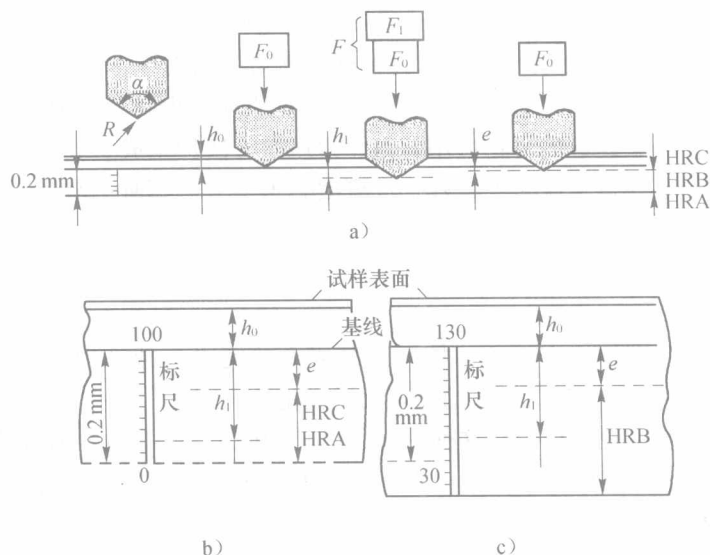 F₁
F₀ F F₀ F₀
α
R h₀ h₁ e
0.2 mm HRC
HRB
HRA
a）
试样表面
100 基线 h₀ 130 h₀
标尺 e 标尺 e
0.2 mm h₁ HRC 0.2 mm h₁ HRB
HRA
0 30
b） c）